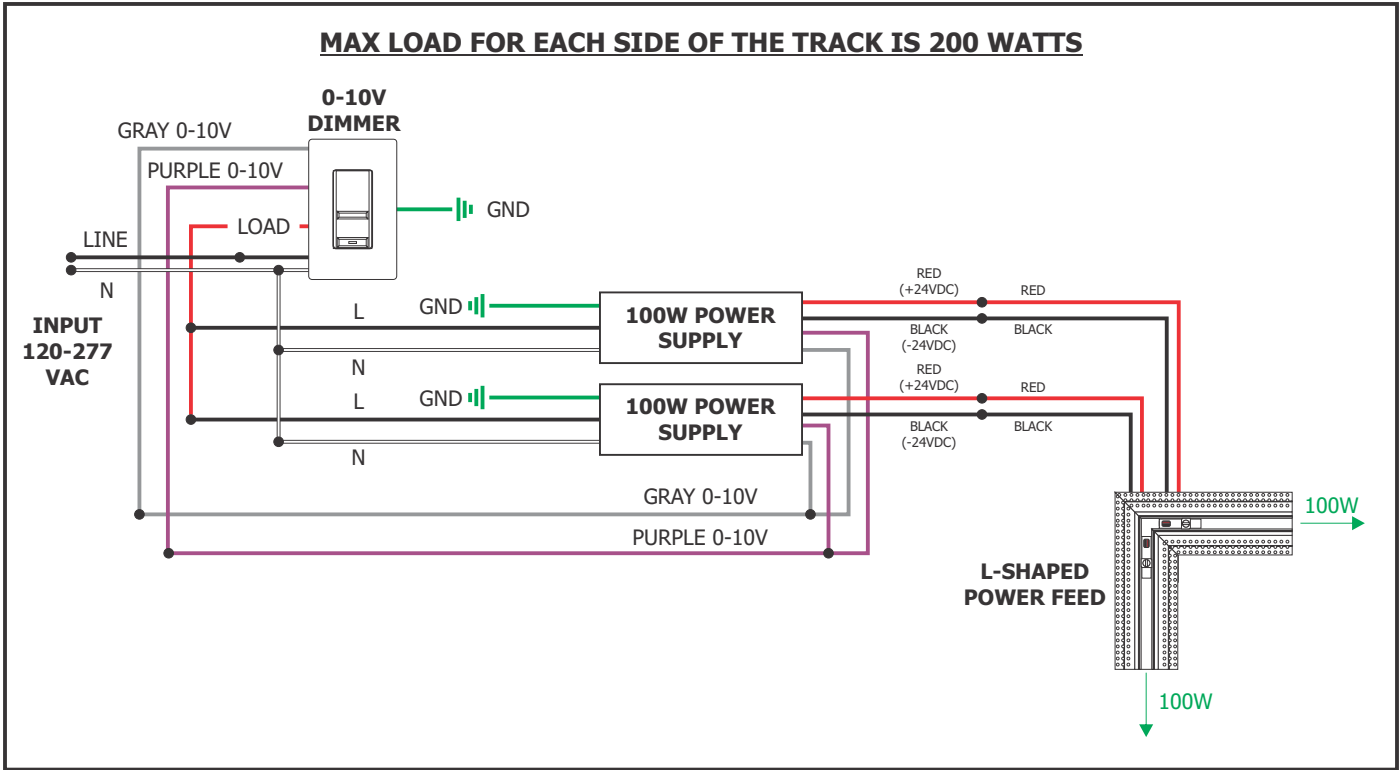 MAX LOAD FOR EACH SIDE OF THE TRACK IS 200 WATTS
0-10V
DIMMER
GRAY 0-10V
PURPLE 0-10V
LOAD
GND
LINE
N
INPUT
120-277
VAC
L
GND
N
100W POWER
SUPPLY
RED
(+24VDC)
RED
BLACK
(-24VDC)
BLACK
L
GND
N
100W POWER
SUPPLY
RED
(+24VDC)
RED
BLACK
(-24VDC)
BLACK
GRAY 0-10V
PURPLE 0-10V
100W
L-SHAPED
POWER FEED
100W